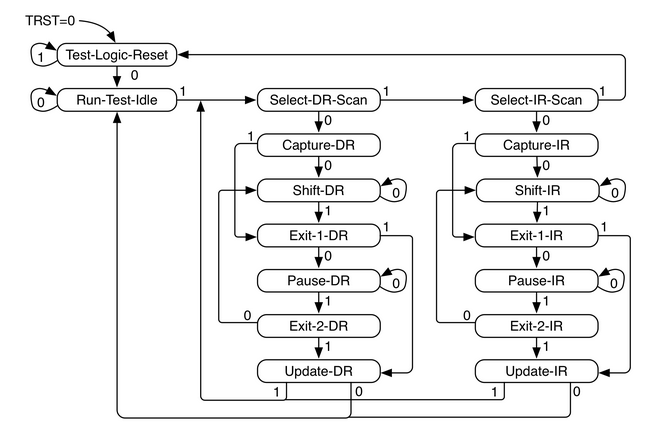 TRST=0
Test-Logic-Reset
1
0
Run-Test-Idle 1 Select-DR-Scan 1 Select-IR-Scan 1
0
0 0
1 Capture-DR 1 Capture-IR
0 0
Shift-DR 0 Shift-IR 0
1 1
Exit-1-DR 1 Exit-1-IR 1
0 0
Pause-DR 0 Pause-IR 0
1 1
0 Exit-2-DR 0 Exit-2-IR
1 1
Update-DR Update-IR
1 0 1 0